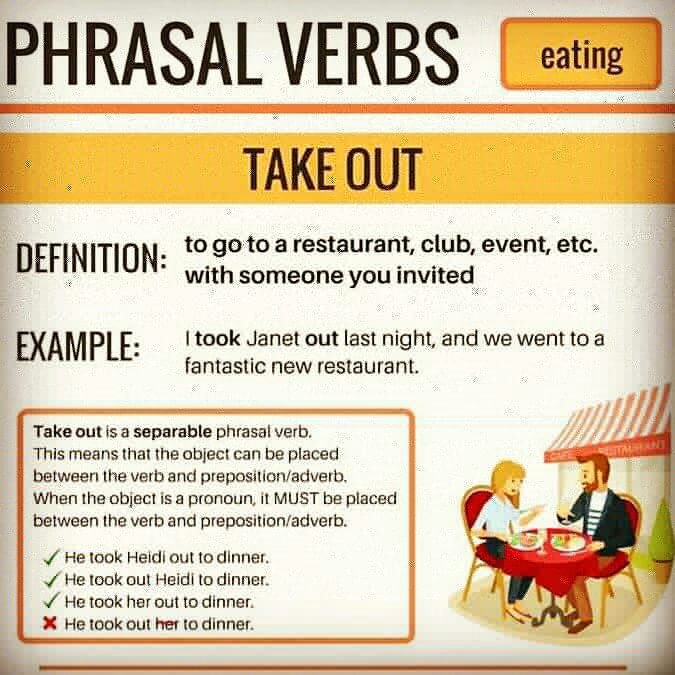 PHRASAL VERBS
eating
TAKE OUT
DEFINITION:
to go to a restaurant, club, event, etc.
with someone you invited
EXAMPLE:
I took Janet out last night, and we went to a
fantastic new restaurant.
Take out is a separable phrasal verb.
This means that the object can be placed
between the verb and preposition/adverb.
When the object is a pronoun, it MUST be placed
between the verb and preposition/adverb.
✓ He took Heidi out to dinner.
✓ He took out Heidi to dinner.
✓ He took her out to dinner.
✗ He took out her to dinner.
CAFE RESTAURANT